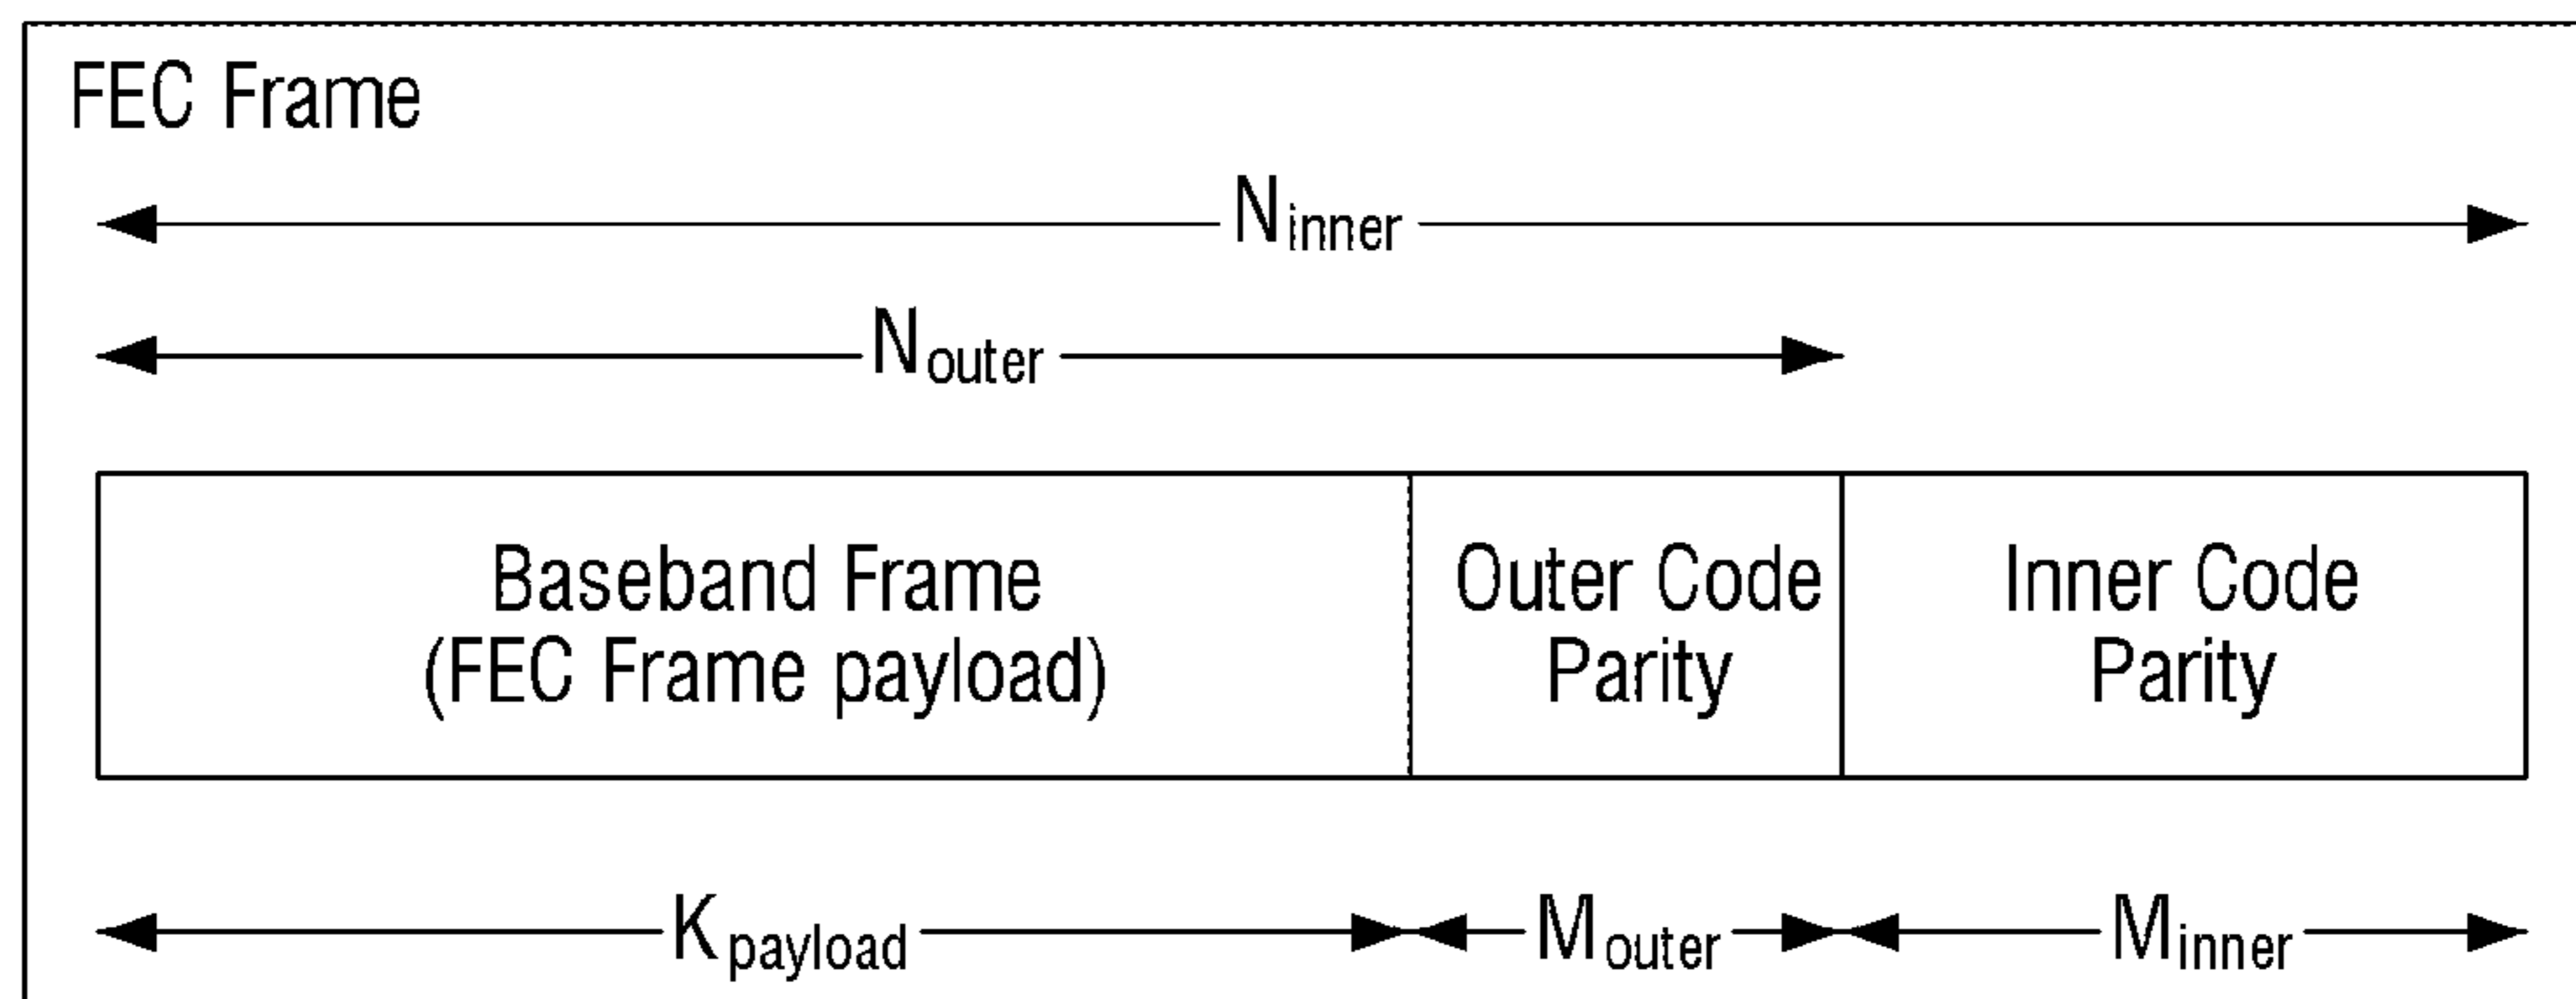 FEC Frame
Ninner
Nouter
Baseband Frame
(FEC Frame payload)
Outer Code
Parity
Inner Code
Parity
Kpayload
Mouter
Minner